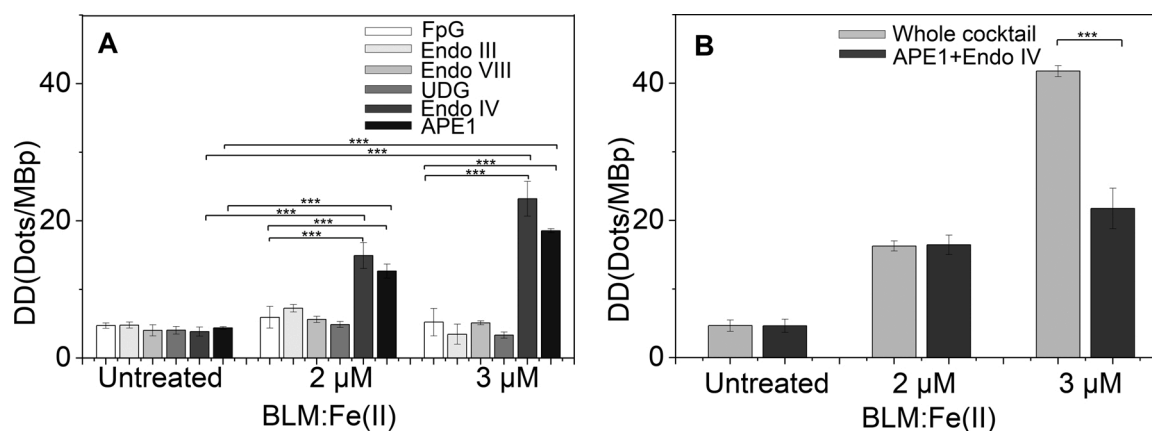 A
FpG
Endo III
Endo VIII
UDG
Endo IV
APE1
DD(Dots/MBp)
40
20
0
***
***
***
***
***
***
***
***
Untreated
2 µM
3 µM
BLM:Fe(II)
B
Whole cocktail
APE1+Endo IV
***
DD(Dots/MBp)
40
20
0
Untreated
2 µM
3 µM
BLM:Fe(II)